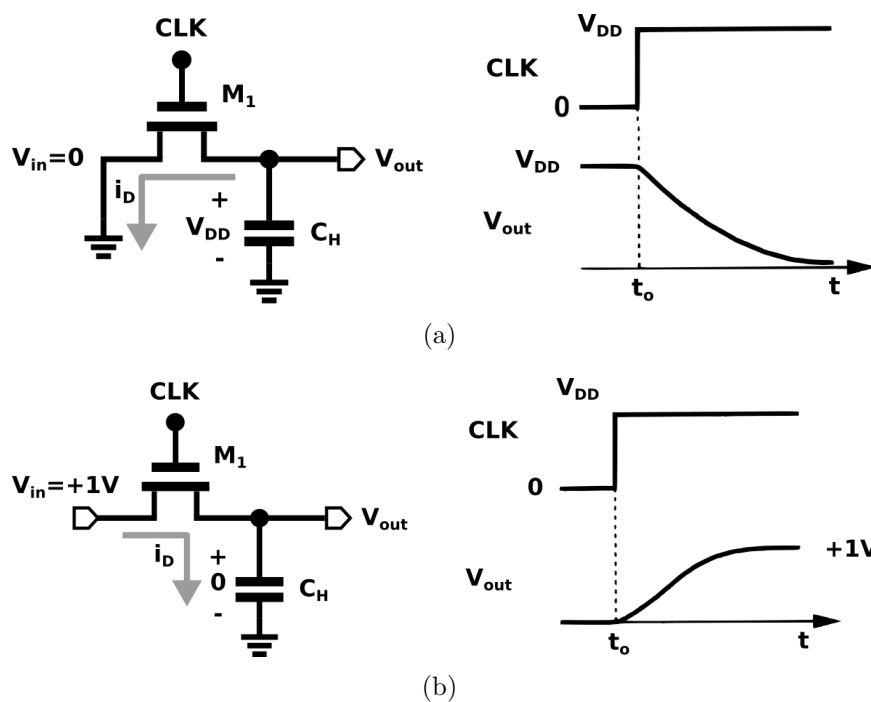 CLK
M1
Vin=0
Vout
iD
+
VDD
-
CH
VDD
CLK
0
VDD
Vout
to
t
(a)
CLK
M1
Vin=+1V
Vout
iD
+
0
-
CH
VDD
CLK
0
Vout
+1V
to
t
(b)